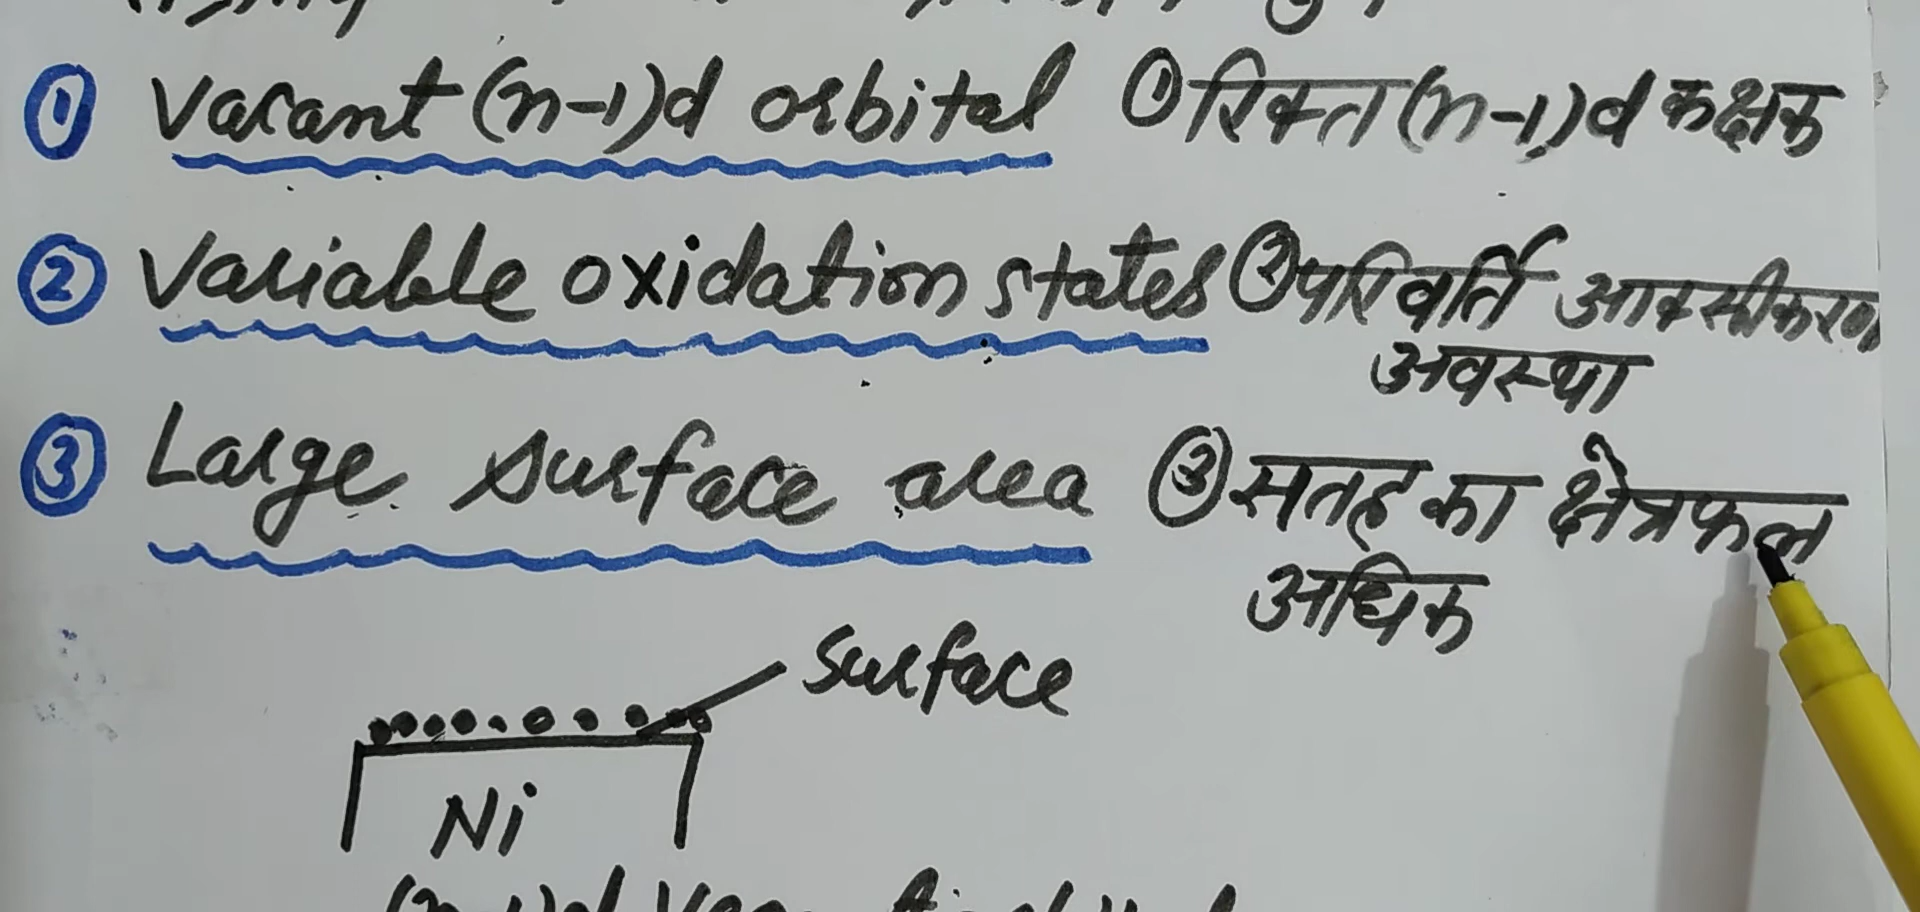 ① Vacant (n-1)d orbital ① रिक्त (n-1)d कक्षक
② Variable oxidation states ② परिवर्ति आक्सीकरण
अवस्था
③ Large surface area ③ सतह का क्षेत्रफल
अधिक
Surface
Ni